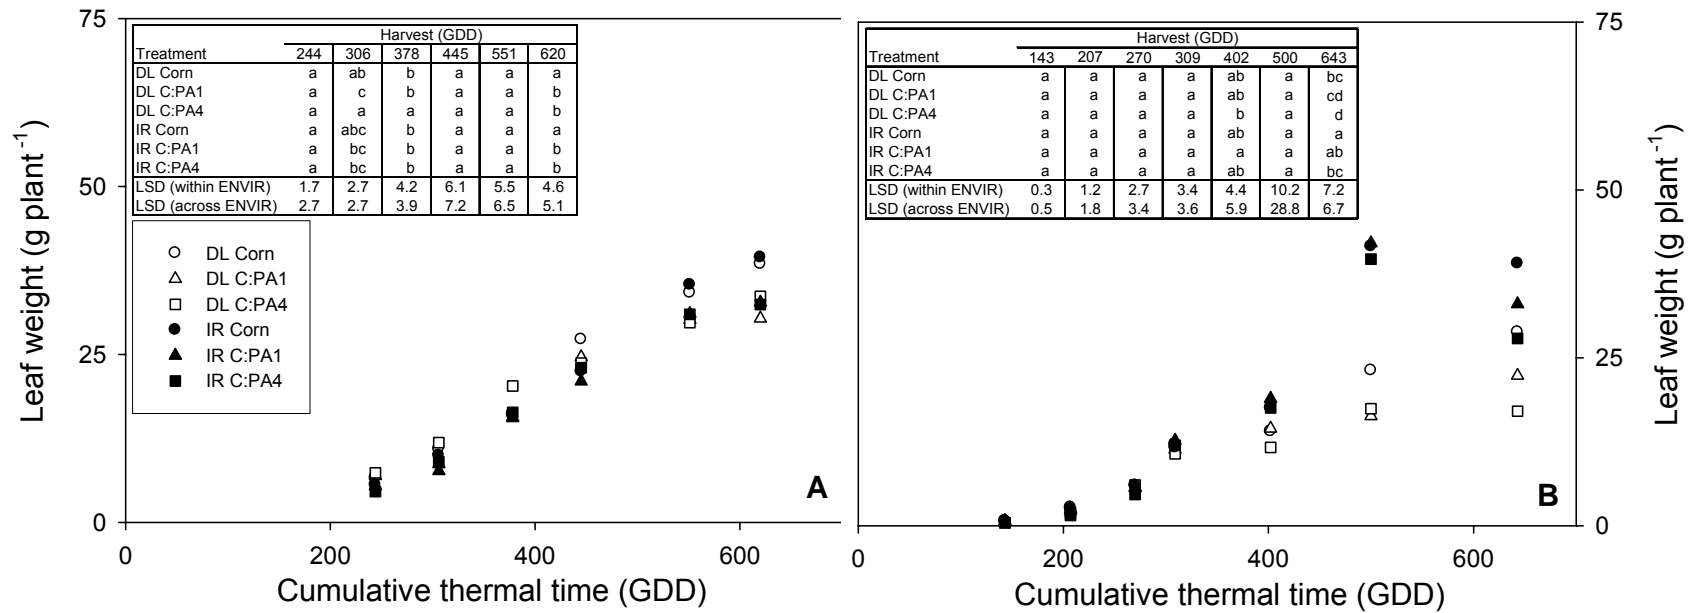 75
Harvest (GDD)
Treatment 244 306 378 445 551 620
DL Corn a ab b a a a
DL C:PA1 a c b a a b
DL C:PA4 a a a a a b
IR Corn a abc b a a a
IR C:PA1 a bc b a a b
IR C:PA4 a bc b a a b
LSD (within ENVIR) 1.7 2.7 4.2 6.1 5.5 4.6
LSD (across ENVIR) 2.7 2.7 3.9 7.2 6.5 5.1
DL Corn
DL C:PA1
DL C:PA4
IR Corn
IR C:PA1
IR C:PA4
50
25
0
Leaf weight (g plant⁻¹)
A
0 200 400 600
Cumulative thermal time (GDD)
Harvest (GDD)
Treatment 143 207 270 309 402 500 643
DL Corn a a a a ab a bc
DL C:PA1 a a a a ab a cd
DL C:PA4 a a a a b a d
IR Corn a a a a ab a a
IR C:PA1 a a a a a a ab
IR C:PA4 a a a a ab a bc
LSD (within ENVIR) 0.3 1.2 2.7 3.4 4.4 10.2 7.2
LSD (across ENVIR) 0.5 1.8 3.4 3.6 5.9 28.8 6.7
75
50
25
0
Leaf weight (g plant⁻¹)
B
0 200 400 600
Cumulative thermal time (GDD)